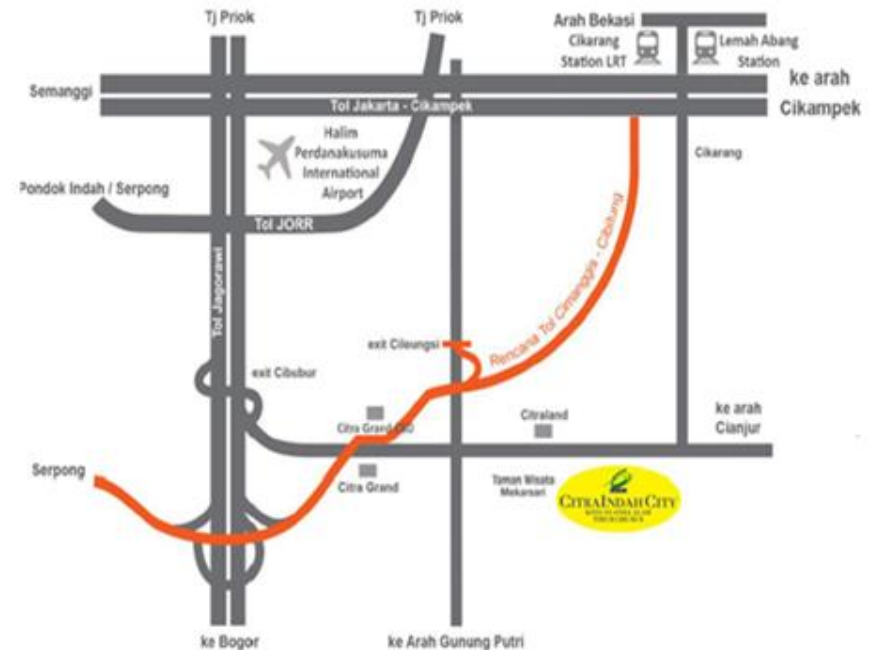 Tj Priok
Tj Priok
Arah Bekasi
Cikarang
Station LRT
Lemah Abang
Station
Semanggi
ke arah
Cikampek
Tol Jakarta - Cikampek
Halim
Perdanakusuma
International
Airport
Cikarang
Pondok Indah / Serpong
Tol JORR
Tol Jagorawi
Rencana Tol Cimanggis - Cibitung
exit Cileungsi
exit Cibubur
Citra Grand
Citraland
ke arah
Cianjur
Serpong
Citra Grand
Taman Wisata
Mekarsari
CITRAINDAH CITY
ke Bogor
ke Arah Gunung Putri